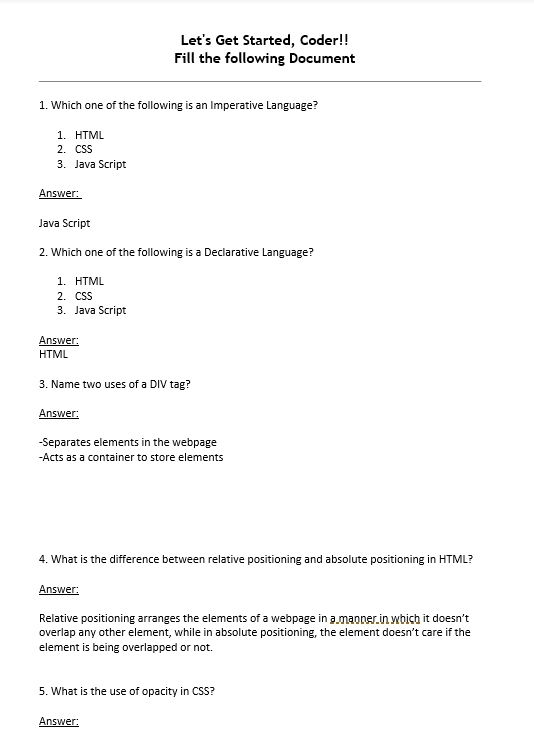 Let's Get Started, Coder!!
Fill the following Document
1. Which one of the following is an Imperative Language?
1. HTML
2. CSS
3. Java Script
Answer:
Java Script
2. Which one of the following is a Declarative Language?
1. HTML
2. CSS
3. Java Script
Answer:
HTML
3. Name two uses of a DIV tag?
Answer:
-Separates elements in the webpage
-Acts as a container to store elements
4. What is the difference between relative positioning and absolute positioning in HTML?
Answer:
Relative positioning arranges the elements of a webpage in a manner in which it doesn't
overlap any other element, while in absolute positioning, the element doesn't care if the
element is being overlapped or not.
5. What is the use of opacity in CSS?
Answer: